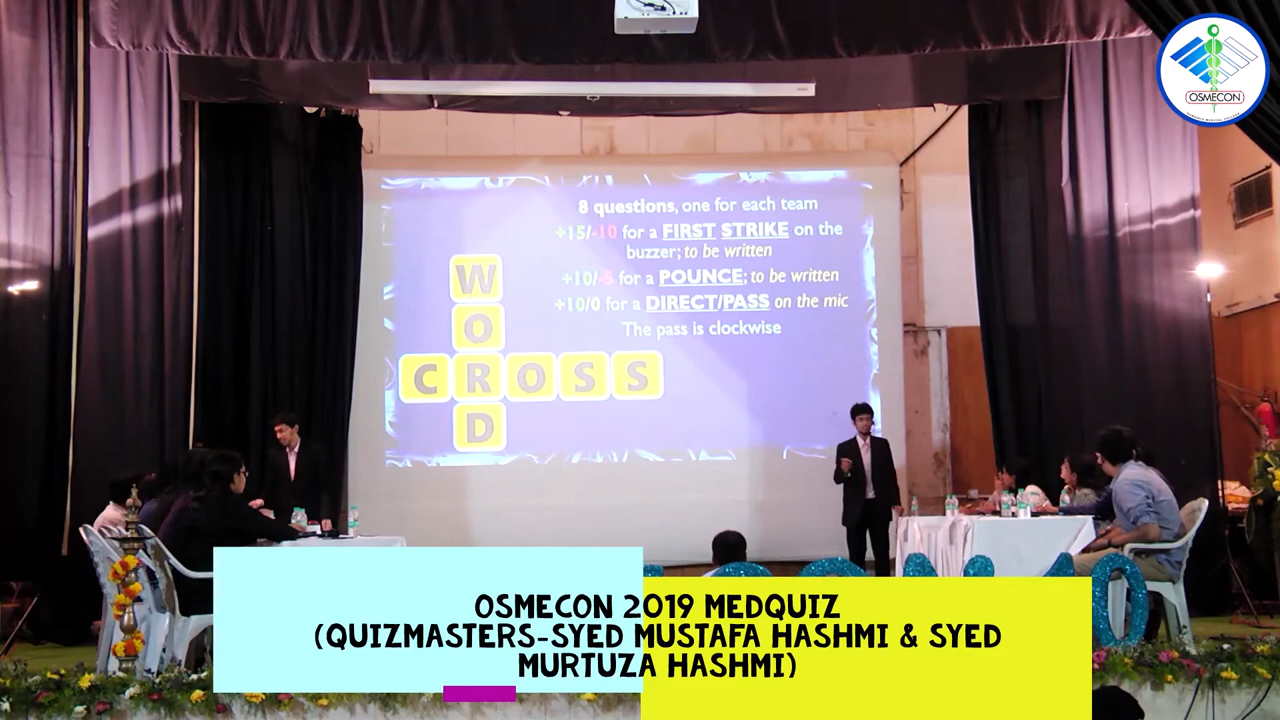 OSMECON
8 questions, one for each team
+15/-10 for a FIRST STRIKE on the
buzzer; to be written
+10/-5 for a POUNCE; to be written
+10/0 for a DIRECT/PASS on the mic
The pass is clockwise
WORD
CROSS
10
OSMECON 2019 MEDQUIZ
(QUIZMASTERS-SYED MUSTAFA HASHMI & SYED
MURTUZA HASHMI)